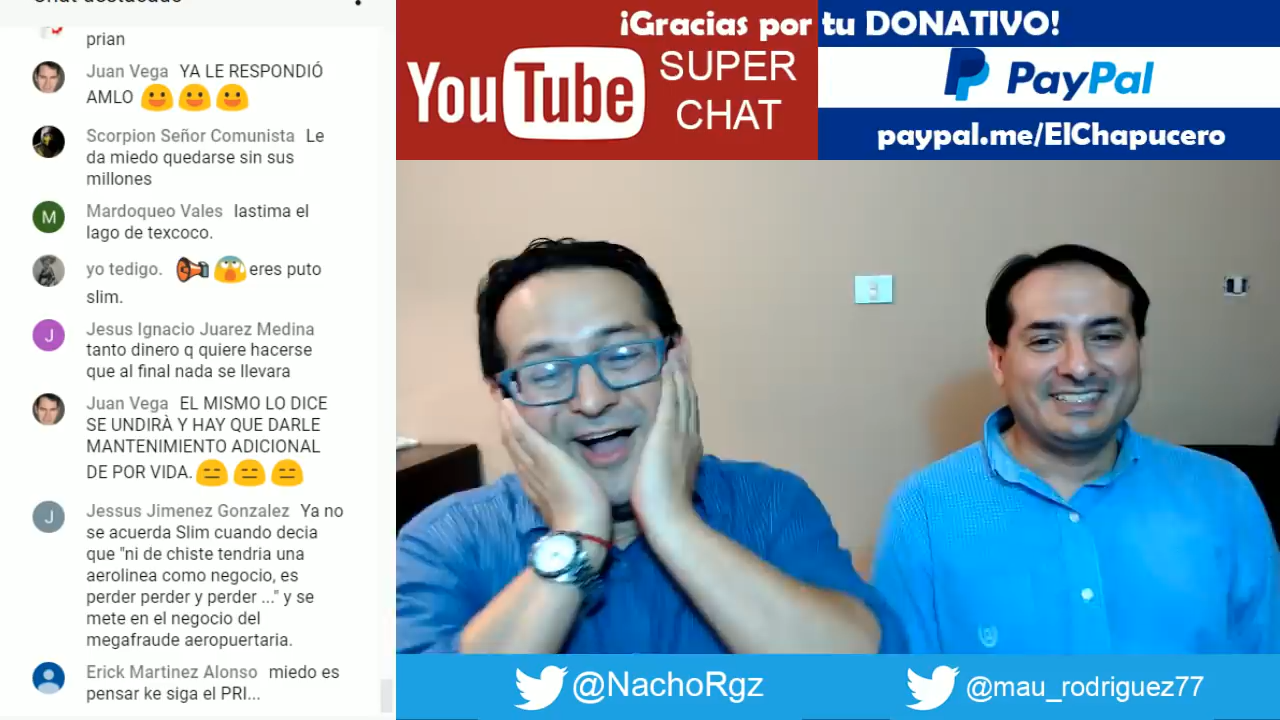 Chat destacado
prian
Juan Vega YA LE RESPONDIÓ
AMLO
Scorpion Señor Comunista Le
da miedo quedarse sin sus
millones
Mardoqueo Vales lastima el
lago de texcoco.
yo tedigo. eres puto
slim.
Jesus Ignacio Juarez Medina
tanto dinero q quiere hacerse
que al final nada se llevara
Juan Vega EL MISMO LO DICE
SE UNDIRÀ Y HAY QUE DARLE
MANTENIMIENTO ADICIONAL
DE POR VIDA.
Jessus Jimenez Gonzalez Ya no
se acuerda Slim cuando decia
que "ni de chiste tendria una
aerolinea como negocio, es
perder perder y perder ..." y se
mete en el negocio del
megafraude aeropuertaria.
Erick Martinez Alonso miedo es
pensar ke siga el PRI...
¡Gracias por tu DONATIVO!
YouTube
SUPER
CHAT
PayPal
paypal.me/ElChapucero
@NachoRgz
@mau_rodriguez77
M
J
J